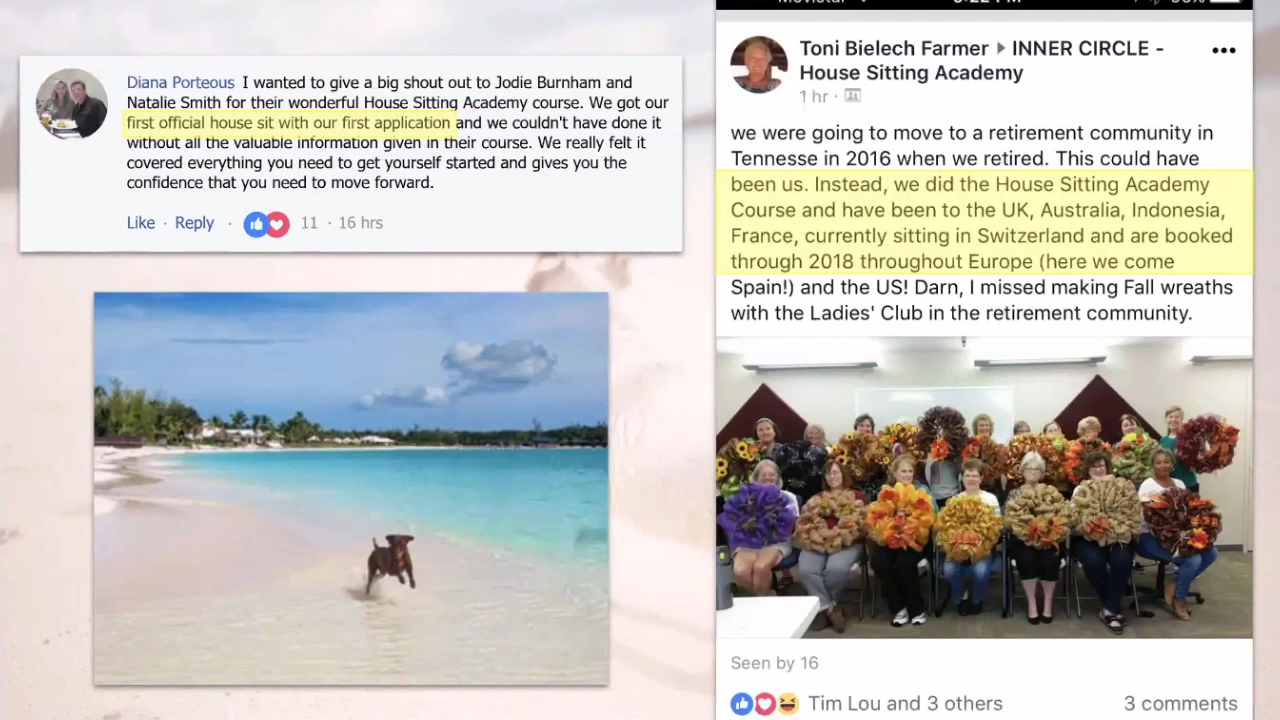 Diana Porteous I wanted to give a big shout out to Jodie Burnham and
Natalie Smith for their wonderful House Sitting Academy course. We got our
first official house sit with our first application and we couldn't have done it
without all the valuable information given in their course. We really felt it
covered everything you need to get yourself started and gives you the
confidence that you need to move forward.
Like · Reply · 11 · 16 hrs
Toni Bielech Farmer INNER CIRCLE -
House Sitting Academy
1 hr ·
we were going to move to a retirement community in
Tennesse in 2016 when we retired. This could have
been us. Instead, we did the House Sitting Academy
Course and have been to the UK, Australia, Indonesia,
France, currently sitting in Switzerland and are booked
through 2018 throughout Europe (here we come
Spain!) and the US! Darn, I missed making Fall wreaths
with the Ladies' Club in the retirement community.
Seen by 16
Tim Lou and 3 others 3 comments